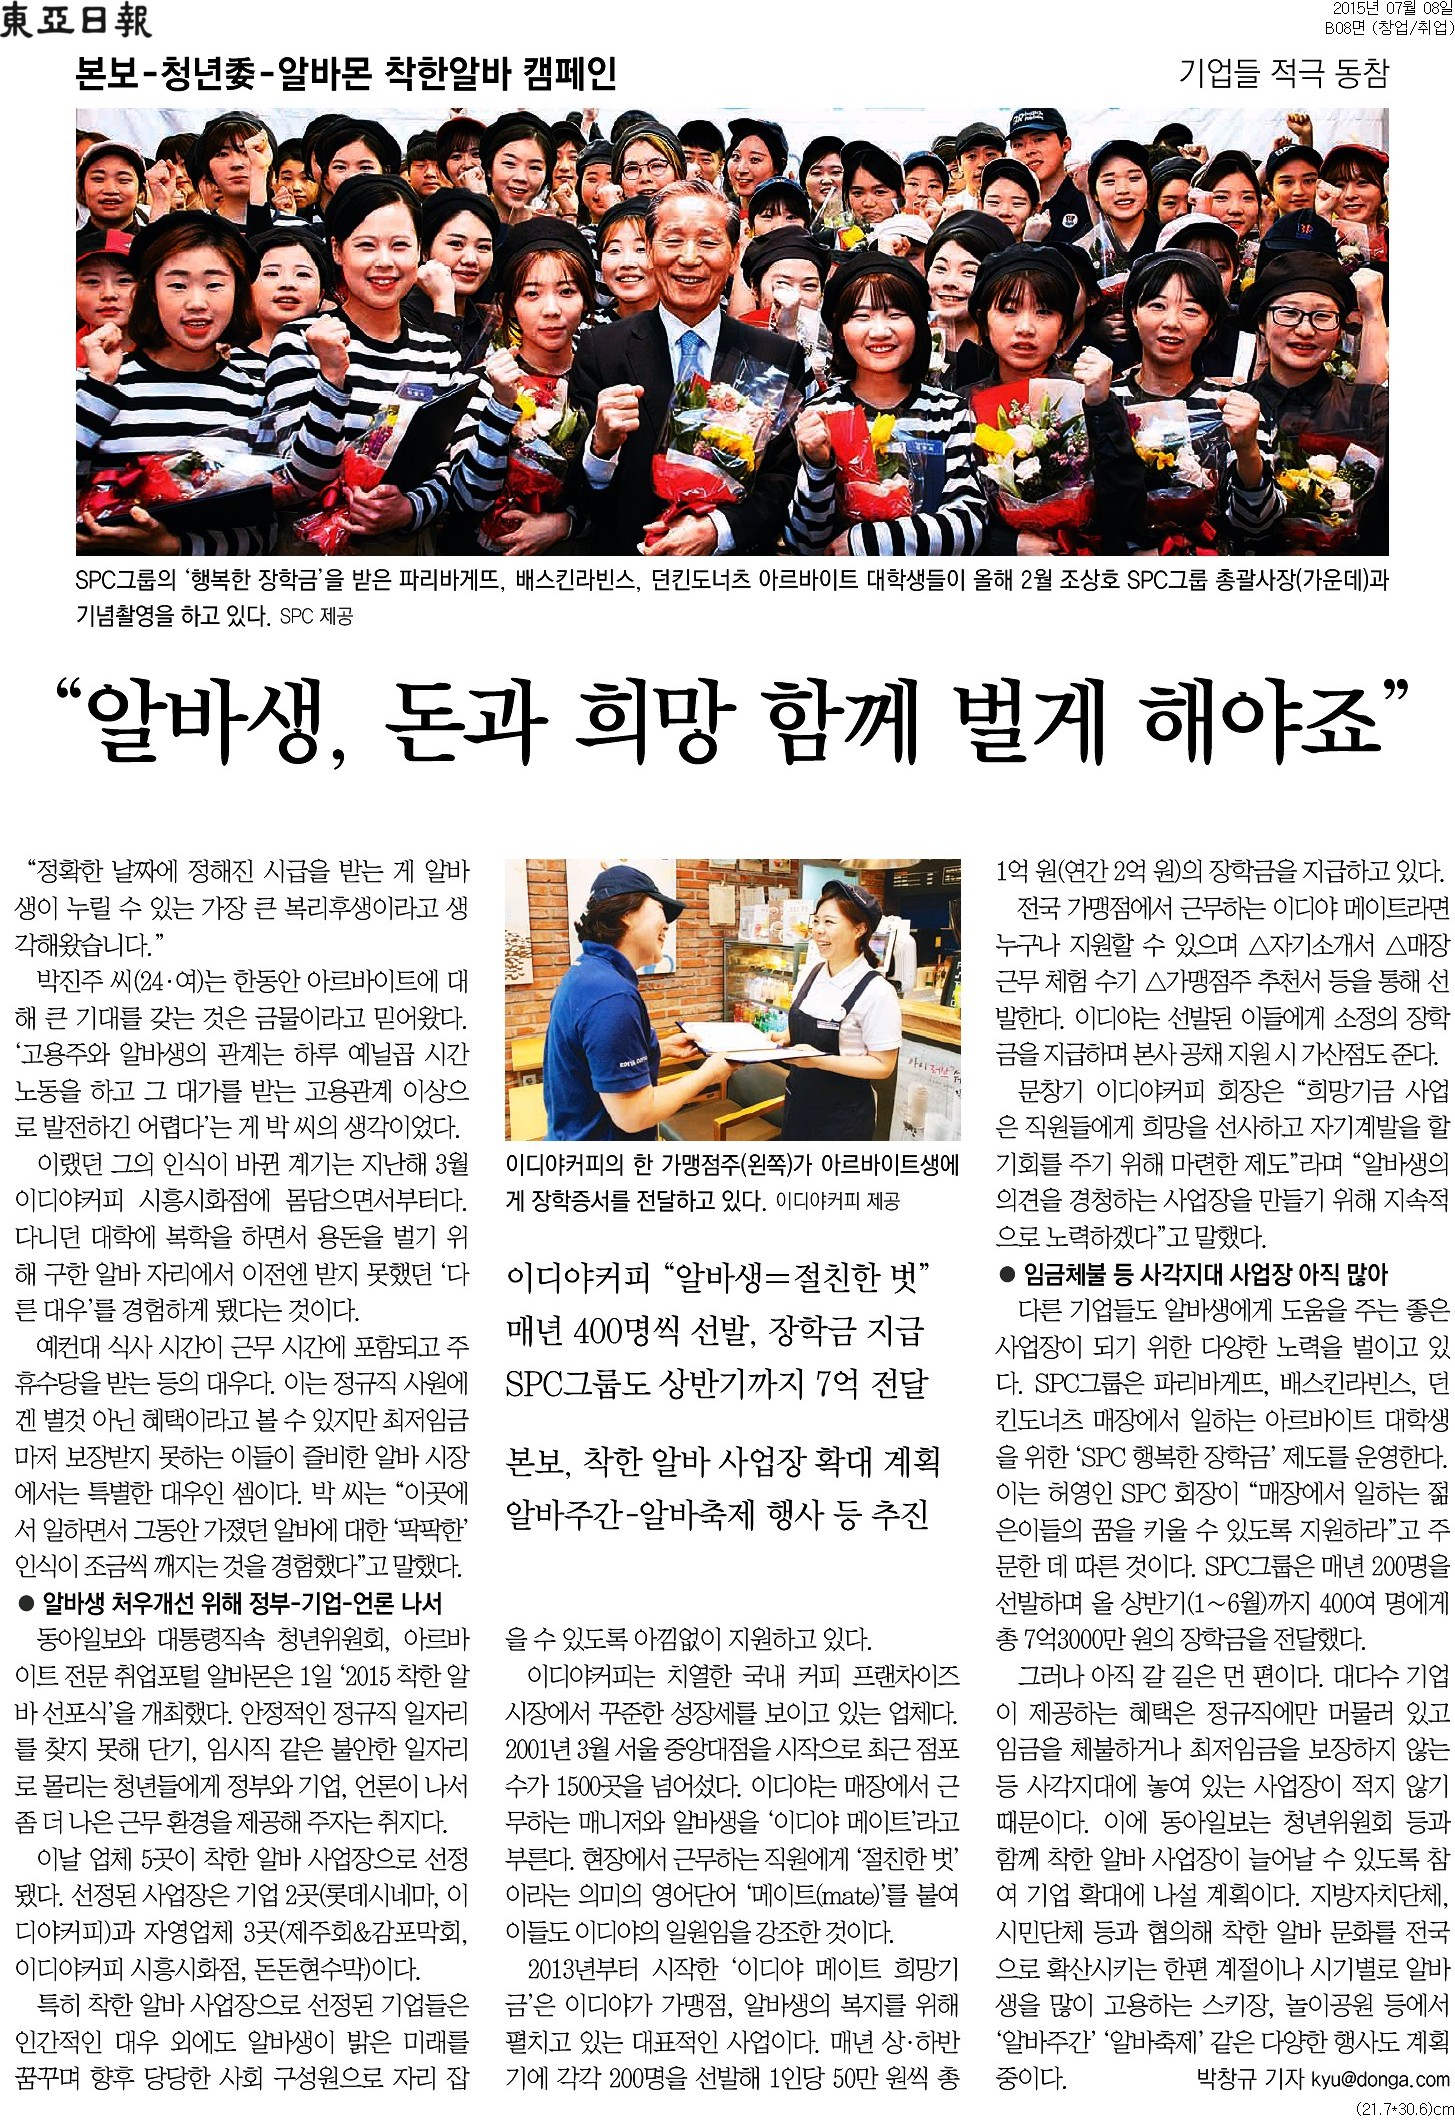 東亞日報
2015년 07월 08일
B08면 (창업/취업)
본보-청년委-알바몬 착한알바 캠페인
기업들 적극 동참
SPC그룹의 ‘행복한 장학금’을 받은 파리바게뜨, 배스킨라빈스, 던킨도너츠 아르바이트 대학생들이 올해 2월 조상호 SPC그룹 총괄사장(가운데)과
기념촬영을 하고 있다. SPC 제공
“알바생, 돈과 희망 함께 벌게 해야죠”
“정확한 날짜에 정해진 시급을 받는 게 알바
생이 누릴 수 있는 가장 큰 복리후생이라고 생
각해왔습니다.”
박진주 씨(24·여)는 한동안 아르바이트에 대
해 큰 기대를 갖는 것은 금물이라고 믿어왔다.
‘고용주와 알바생의 관계는 하루 예닐곱 시간
노동을 하고 그 대가를 받는 고용관계 이상으
로 발전하긴 어렵다’는 게 박 씨의 생각이었다.
이랬던 그의 인식이 바뀐 계기는 지난해 3월
이디야커피 시흥시화점에 몸담으면서부터다.
다니던 대학에 복학을 하면서 용돈을 벌기 위
해 구한 알바 자리에서 이전엔 받지 못했던 ‘다
른 대우’를 경험하게 됐다는 것이다.
예컨대 식사 시간이 근무 시간에 포함되고 주
휴수당을 받는 등의 대우다. 이는 정규직 사원에
겐 별것 아닌 혜택이라고 볼 수 있지만 최저임금
마저 보장받지 못하는 이들이 즐비한 알바 시장
에서는 특별한 대우인 셈이다. 박 씨는 “이곳에
서 일하면서 그동안 가졌던 알바에 대한 ‘팍팍한’
인식이 조금씩 깨지는 것을 경험했다”고 말했다.
● 알바생 처우개선 위해 정부-기업-언론 나서
동아일보와 대통령직속 청년위원회, 아르바
이트 전문 취업포털 알바몬은 1일 ‘2015 착한 알
바 선포식’을 개최했다. 안정적인 정규직 일자리
를 찾지 못해 단기, 임시직 같은 불안한 일자리
로 몰리는 청년들에게 정부와 기업, 언론이 나서
좀 더 나은 근무 환경을 제공해 주자는 취지다.
이날 업체 5곳이 착한 알바 사업장으로 선정
됐다. 선정된 사업장은 기업 2곳(롯데시네마, 이
디야커피)과 자영업체 3곳(제주회&감포막회,
이디야커피 시흥시화점, 돈돈현수막)이다.
특히 착한 알바 사업장으로 선정된 기업들은
인간적인 대우 외에도 알바생이 밝은 미래를
꿈꾸며 향후 당당한 사회 구성원으로 자리 잡
이디야커피의 한 가맹점주(왼쪽)가 아르바이트생에
게 장학증서를 전달하고 있다. 이디야커피 제공
이디야커피 “알바생=절친한 벗”
매년 400명씩 선발, 장학금 지급
SPC그룹도 상반기까지 7억 전달
본보, 착한 알바 사업장 확대 계획
알바주간-알바축제 행사 등 추진
을 수 있도록 아낌없이 지원하고 있다.
이디야커피는 치열한 국내 커피 프랜차이즈
시장에서 꾸준한 성장세를 보이고 있는 업체다.
2001년 3월 서울 중앙대점을 시작으로 최근 점포
수가 1500곳을 넘어섰다. 이디야는 매장에서 근
무하는 매니저와 알바생을 ‘이디야 메이트’라고
부른다. 현장에서 근무하는 직원에게 ‘절친한 벗’
이라는 의미의 영어단어 ‘메이트(mate)’를 붙여
이들도 이디야의 일원임을 강조한 것이다.
2013년부터 시작한 ‘이디야 메이트 희망기
금’은 이디야가 가맹점, 알바생의 복지를 위해
펼치고 있는 대표적인 사업이다. 매년 상·하반
기에 각각 200명을 선발해 1인당 50만 원씩 총
1억 원(연간 2억 원)의 장학금을 지급하고 있다.
전국 가맹점에서 근무하는 이디야 메이트라면
누구나 지원할 수 있으며 △자기소개서 △매장
근무 체험 수기 △가맹점주 추천서 등을 통해 선
발한다. 이디야는 선발된 이들에게 소정의 장학
금을 지급하며 본사 공채 지원 시 가산점도 준다.
문창기 이디야커피 회장은 “희망기금 사업
은 직원들에게 희망을 선사하고 자기계발을 할
기회를 주기 위해 마련한 제도”라며 “알바생의
의견을 경청하는 사업장을 만들기 위해 지속적
으로 노력하겠다”고 말했다.
● 임금체불 등 사각지대 사업장 아직 많아
다른 기업들도 알바생에게 도움을 주는 좋은
사업장이 되기 위한 다양한 노력을 벌이고 있
다. SPC그룹은 파리바게뜨, 배스킨라빈스, 던
킨도너츠 매장에서 일하는 아르바이트 대학생
을 위한 ‘SPC 행복한 장학금’ 제도를 운영한다.
이는 허영인 SPC 회장이 “매장에서 일하는 젊
은이들의 꿈을 키울 수 있도록 지원하라”고 주
문한 데 따른 것이다. SPC그룹은 매년 200명을
선발하며 올 상반기(1∼6월)까지 400여 명에게
총 7억3000만 원의 장학금을 전달했다.
그러나 아직 갈 길은 먼 편이다. 대다수 기업
이 제공하는 혜택은 정규직에만 머물러 있고
임금을 체불하거나 최저임금을 보장하지 않는
등 사각지대에 놓여 있는 사업장이 적지 않기
때문이다. 이에 동아일보는 청년위원회 등과
함께 착한 알바 사업장이 늘어날 수 있도록 참
여 기업 확대에 나설 계획이다. 지방자치단체,
시민단체 등과 협의해 착한 알바 문화를 전국
으로 확산시키는 한편 계절이나 시기별로 알바
생을 많이 고용하는 스키장, 놀이공원 등에서
‘알바주간’ ‘알바축제’ 같은 다양한 행사도 계획
중이다.
박창규 기자 kyu@donga.com
(21.7*30.6)cm